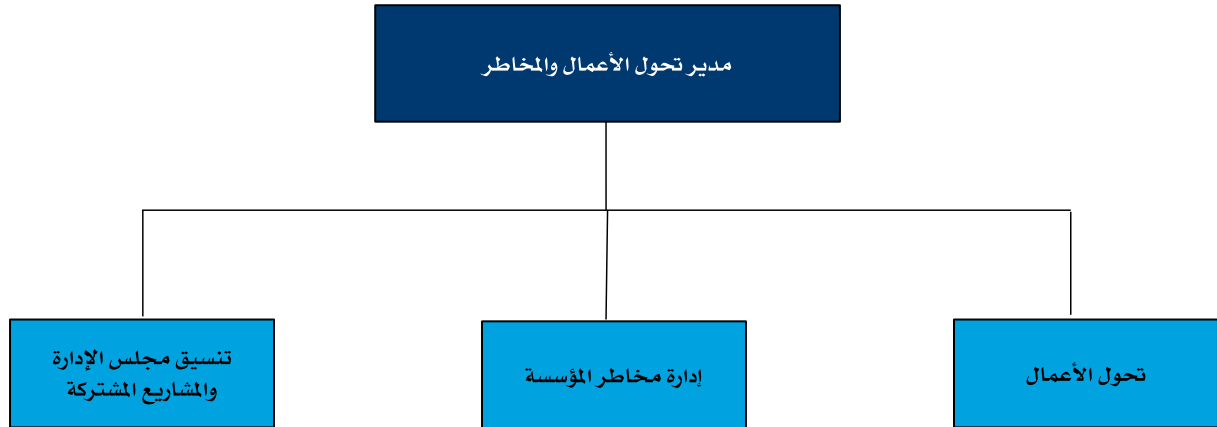 مدير تحول الأعمال والمخاطر
تحول الأعمال
إدارة مخاطر المؤسسة
تنسيق مجلس الإدارة
والمشاريع المشتركة